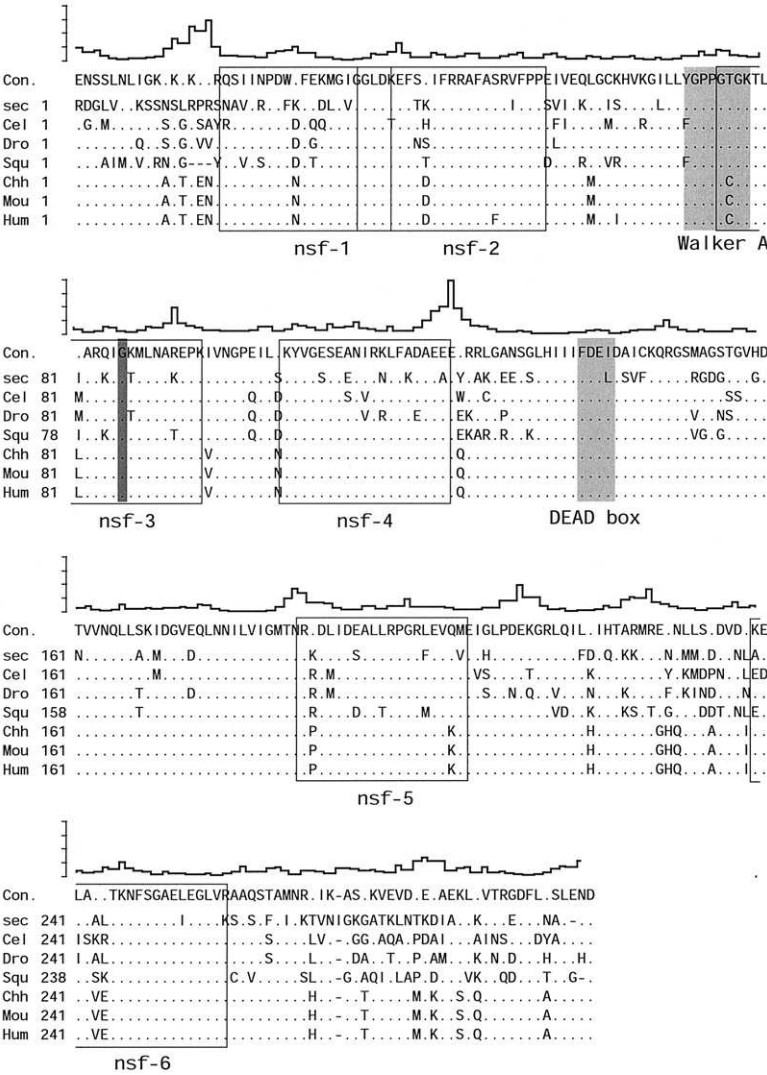 Con. ENSSLNLIGK.K.K..RQSIINPDW.FEKMGIGGLDKEFS.IFRRAFASRVFPPEIVEQLGCKHVKGILLYGPPGTGKTL
sec 1 RDGLV..KSSNSLRPRSNAV.R..FK..DL.V.......TK.........I...SVI.K..IS....L...........
Cel 1 .G.M......S.G.SAYR.......D.QQ.......T...H..............FI....M...R....F........
Dro 1 .......Q..S.G.VV.........D.G..........NS...............L.......................
Squ 1 ...AIM.V.RN.G---Y..V.S...D.T............T.............D...R..VR.......F........
Chh 1 ..........A.T.EN.........N..............D..................M...............C...
Mou 1 ..........A.T.EN.........N..............D..................M...............C...
Hum 1 ..........A.T.EN.........N..............D.......F..........M..I............C...
nsf-1 nsf-2 Walker A
Con. .ARQIGKMLNAREPKIVNGPEIL.KYVGESEANIRKLFADAEEE.RRLGANSGLHIIIFDEIDAICKQRGSMAGSTGVHD
sec 81 I..K..T....K...........S....S..E...N..K...A.Y.AK.EE.S........L.SVF.....RGDG...G.
Cel 81 M...................Q..D.......S.V..........W..C...........................SS...
Dro 81 M.....T.............Q..D.........V.R...E....EK...P.....................V..NS....
Squ 78 I..K.......T........Q..D....................EKAR.R..K..................VG.G.....
Chh 81 L..............V.......N....................Q...................................
Mou 81 L..............V.......N....................Q...................................
Hum 81 L..............V.......N....................Q...................................
nsf-3 nsf-4 DEAD box
Con. TVVNQLLSKIDGVEQLNNILVIGMTNR.DLIDEALLRPGRLEVQMEIGLPDEKGRLQIL.IHTARMRE.NLLS.DVD.KE
sec 161 N......A.M...D.............K....S.......F...V..H..........FD.Q.KK...N.MM.D..NLA.
Cel 161 .........M.................R.M................VS....T......K........Y.KMDPN..LED
Dro 161 .......T.....D.............R.M.................S..N.Q..V...N...K....F.KIND...N..
Squ 158 .......T...................R....D..T....M..............VD..K...KS.T.G...DDT.NLE.
Chh 161 ...........................P...............K...............H.......GHQ...A...I..
Mou 161 ...........................P...............K...............H.......GHQ...A...I..
Hum 161 ...........................P...............K...............H.......GHQ...A...I..
nsf-5
Con. LA..TKNFSGAELEGLVRAAQSTAMNR.IK-AS.KVEVD.E.AEKL.VTRGDFL.SLEND
sec 241 ..AL........I....KS.S.F.I.KTVNIGKGATKLNTKDIA..K...E...NA.-..
Cel 241 ISKR..................S....LV.-.GG.AQA.PDAI...AINS...DYA....
Dro 241 I.AL..................S....L..-.DA..T..P.AM...K.N.D...H...H.
Squ 238 ..SK..............C.V.....SL..-G.AQI.LAP.D...VK..QD...T..G-.
Chh 241 ..VE.......................H..-..T.....M.K..S.Q.......A.....
Mou 241 ..VE.......................H..-..T.....M.K..S.Q.......A.....
Hum 241 ..VE.......................H..-..T.....M.K..S.Q.......A.....
nsf-6